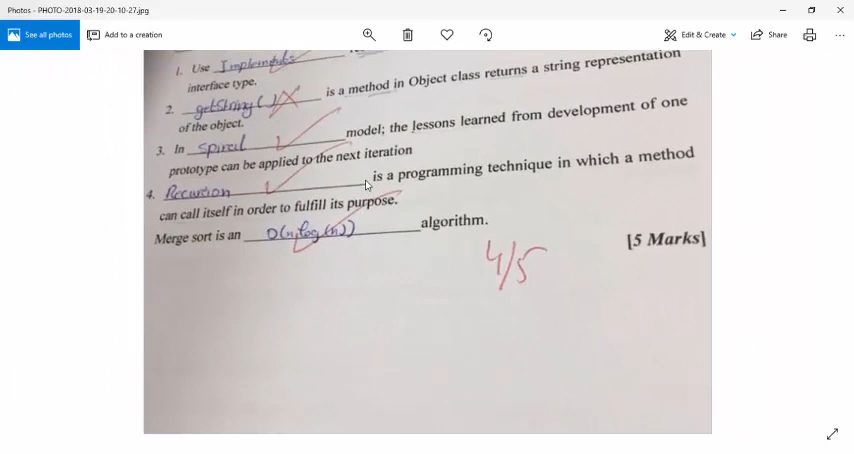 Photos - PHOTO-2018-03-19-20-10-27.jpg
See all photos
Add to a creation
Edit & Create
Share
1. Use Implements
interface type.
2. getString() is a method in Object class returns a string representation
of the object.
3. In spiral model; the lessons learned from development of one
prototype can be applied to the next iteration
4. Recursion is a programming technique in which a method
can call itself in order to fulfill its purpose.
Merge sort is an O(n log(n)) algorithm.
4/5
[5 Marks]